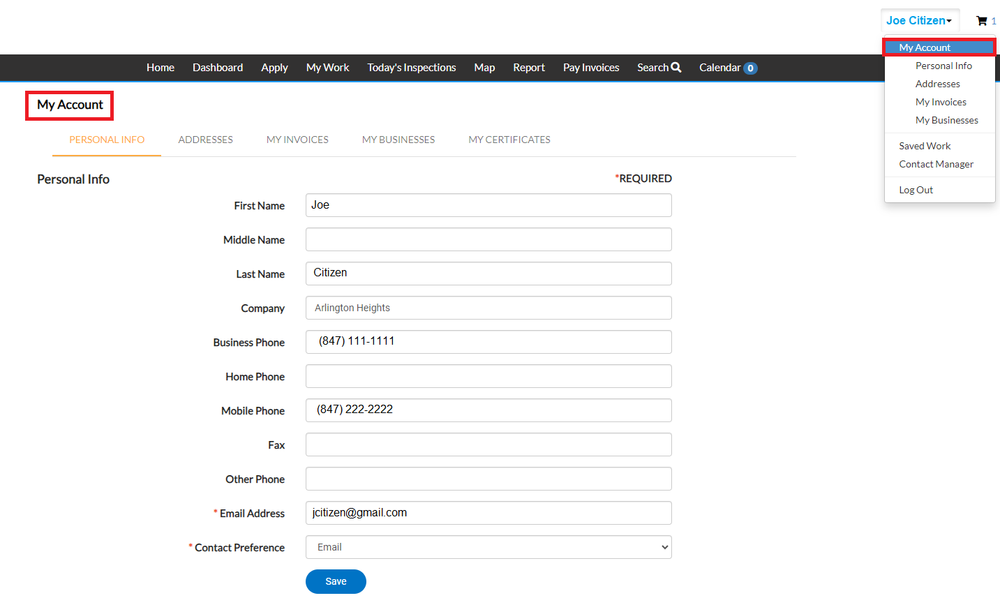 Joe Citizen
1
My Account
Personal Info
Addresses
My Invoices
My Businesses
Saved Work
Contact Manager
Log Out
Home Dashboard Apply My Work Today's Inspections Map Report Pay Invoices Search Calendar 0
My Account
PERSONAL INFO ADDRESSES MY INVOICES MY BUSINESSES MY CERTIFICATES
Personal Info *REQUIRED
First Name Joe
Middle Name
Last Name Citizen
Company Arlington Heights
Business Phone (847) 111-1111
Home Phone
Mobile Phone (847) 222-2222
Fax
Other Phone
* Email Address jcitizen@gmail.com
* Contact Preference Email
Save